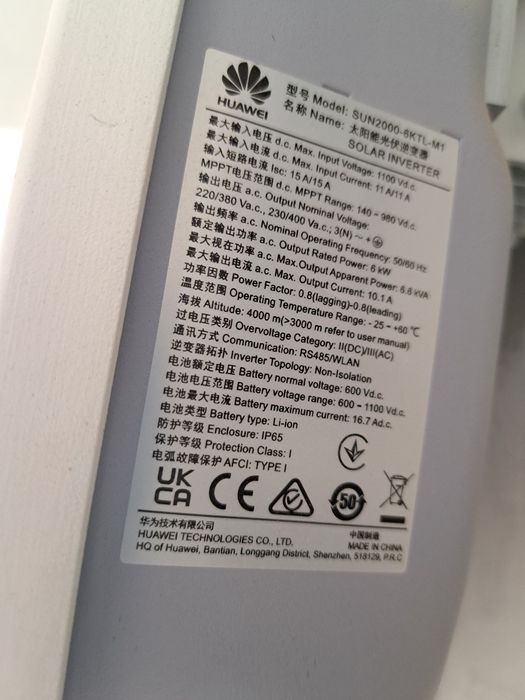 HUAWEI
型号 Model: SUN2000-6KTL-M1
名称 Name: 太阳能光伏逆变器
SOLAR INVERTER
最大输入电压 d.c. Max. Input Voltage: 1100 Vd.c.
最大输入电流 d.c. Max. Input Current: 11 A/11 A
输入短路电流 Isc: 15 A/15 A
MPPT电压范围 d.c. MPPT Range: 140 ~ 980 Vd.c.
输出电压 a.c. Output Nominal Voltage:
220/380 Va.c., 230/400 Va.c.; 3(N) ~ +
输出频率 a.c. Nominal Operating Frequency: 50/60 Hz
额定输出功率 a.c. Output Rated Power: 6 kW
最大视在功率 a.c. Max.Output Apparent Power: 6.6 kVA
最大输出电流 a.c. Max. Output Current: 10.1 A
功率因数 Power Factor: 0.8(lagging)-0.8(leading)
温度范围 Operating Temperature Range: - 25 ~ +60 ℃
海拔 Altitude: 4000 m(>3000 m refer to user manual)
过电压类别 Overvoltage Category: II(DC)/III(AC)
通讯方式 Communication: RS485/WLAN
逆变器拓扑 Inverter Topology: Non-Isolation
电池额定电压 Battery normal voltage: 600 Vd.c.
电池电压范围 Battery voltage range: 600 ~ 1100 Vd.c.
电池最大电流 Battery maximum current: 16.7 Ad.c.
电池类型 Battery type: Li-ion
防护等级 Enclosure: IP65
保护等级 Protection Class: I
电弧故障保护 AFCI: TYPE I
UK
CA CE 50
华为技术有限公司 中国制造
HUAWEI TECHNOLOGIES CO., LTD. MADE IN CHINA
HQ of Huawei, Bantian, Longgang District, Shenzhen, 518129, P.R.C